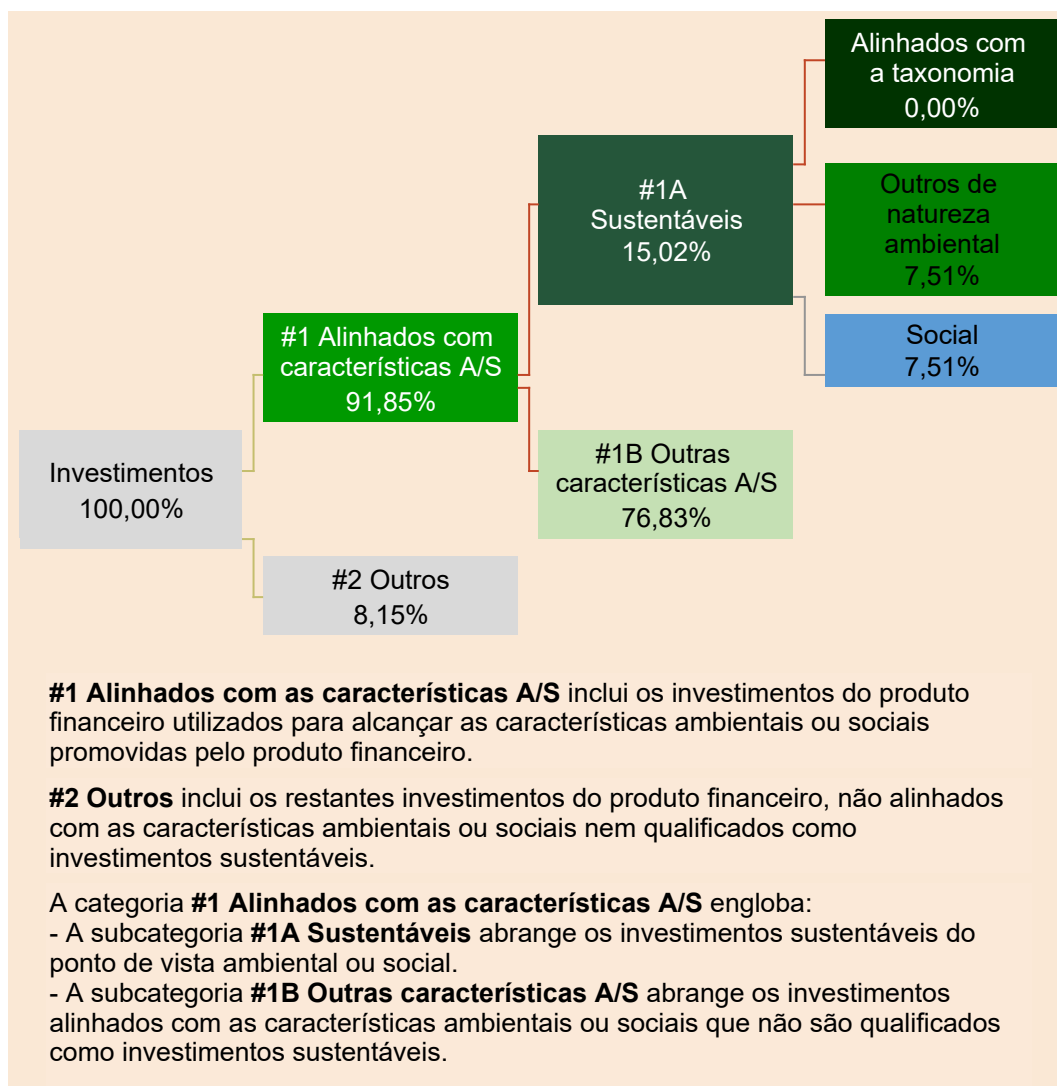 Alinhados com
a taxonomia
0,00%
#1A
Sustentáveis
15,02%
Outros de
natureza
ambiental
7,51%
#1 Alinhados com
características A/S
91,85%
Social
7,51%
Investimentos
100,00%
#1B Outras
características A/S
76,83%
#2 Outros
8,15%
#1 Alinhados com as características A/S inclui os investimentos do produto
financeiro utilizados para alcançar as características ambientais ou sociais
promovidas pelo produto financeiro.
#2 Outros inclui os restantes investimentos do produto financeiro, não alinhados
com as características ambientais ou sociais nem qualificados como
investimentos sustentáveis.
A categoria #1 Alinhados com as características A/S engloba:
- A subcategoria #1A Sustentáveis abrange os investimentos sustentáveis do
ponto de vista ambiental ou social.
- A subcategoria #1B Outras características A/S abrange os investimentos
alinhados com as características ambientais ou sociais que não são qualificados
como investimentos sustentáveis.